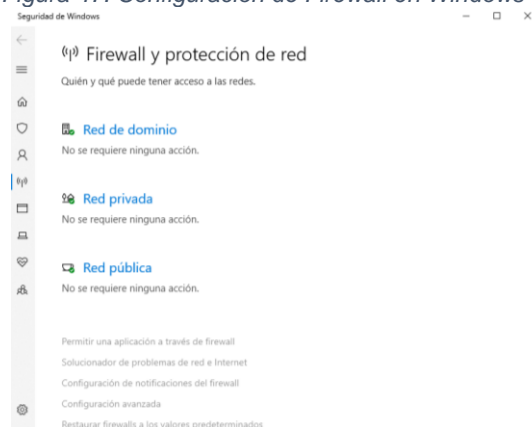 Figura 17. Configuración de Firewall en Windows
Seguridad de Windows
Firewall y protección de red
Quién y qué puede tener acceso a las redes.
Red de dominio
No se requiere ninguna acción.
Red privada
No se requiere ninguna acción.
Red pública
No se requiere ninguna acción.
Permitir una aplicación a través de firewall
Solucionador de problemas de red e Internet
Configuración de notificaciones del firewall
Configuración avanzada
Restaurar firewalls a los valores predeterminados